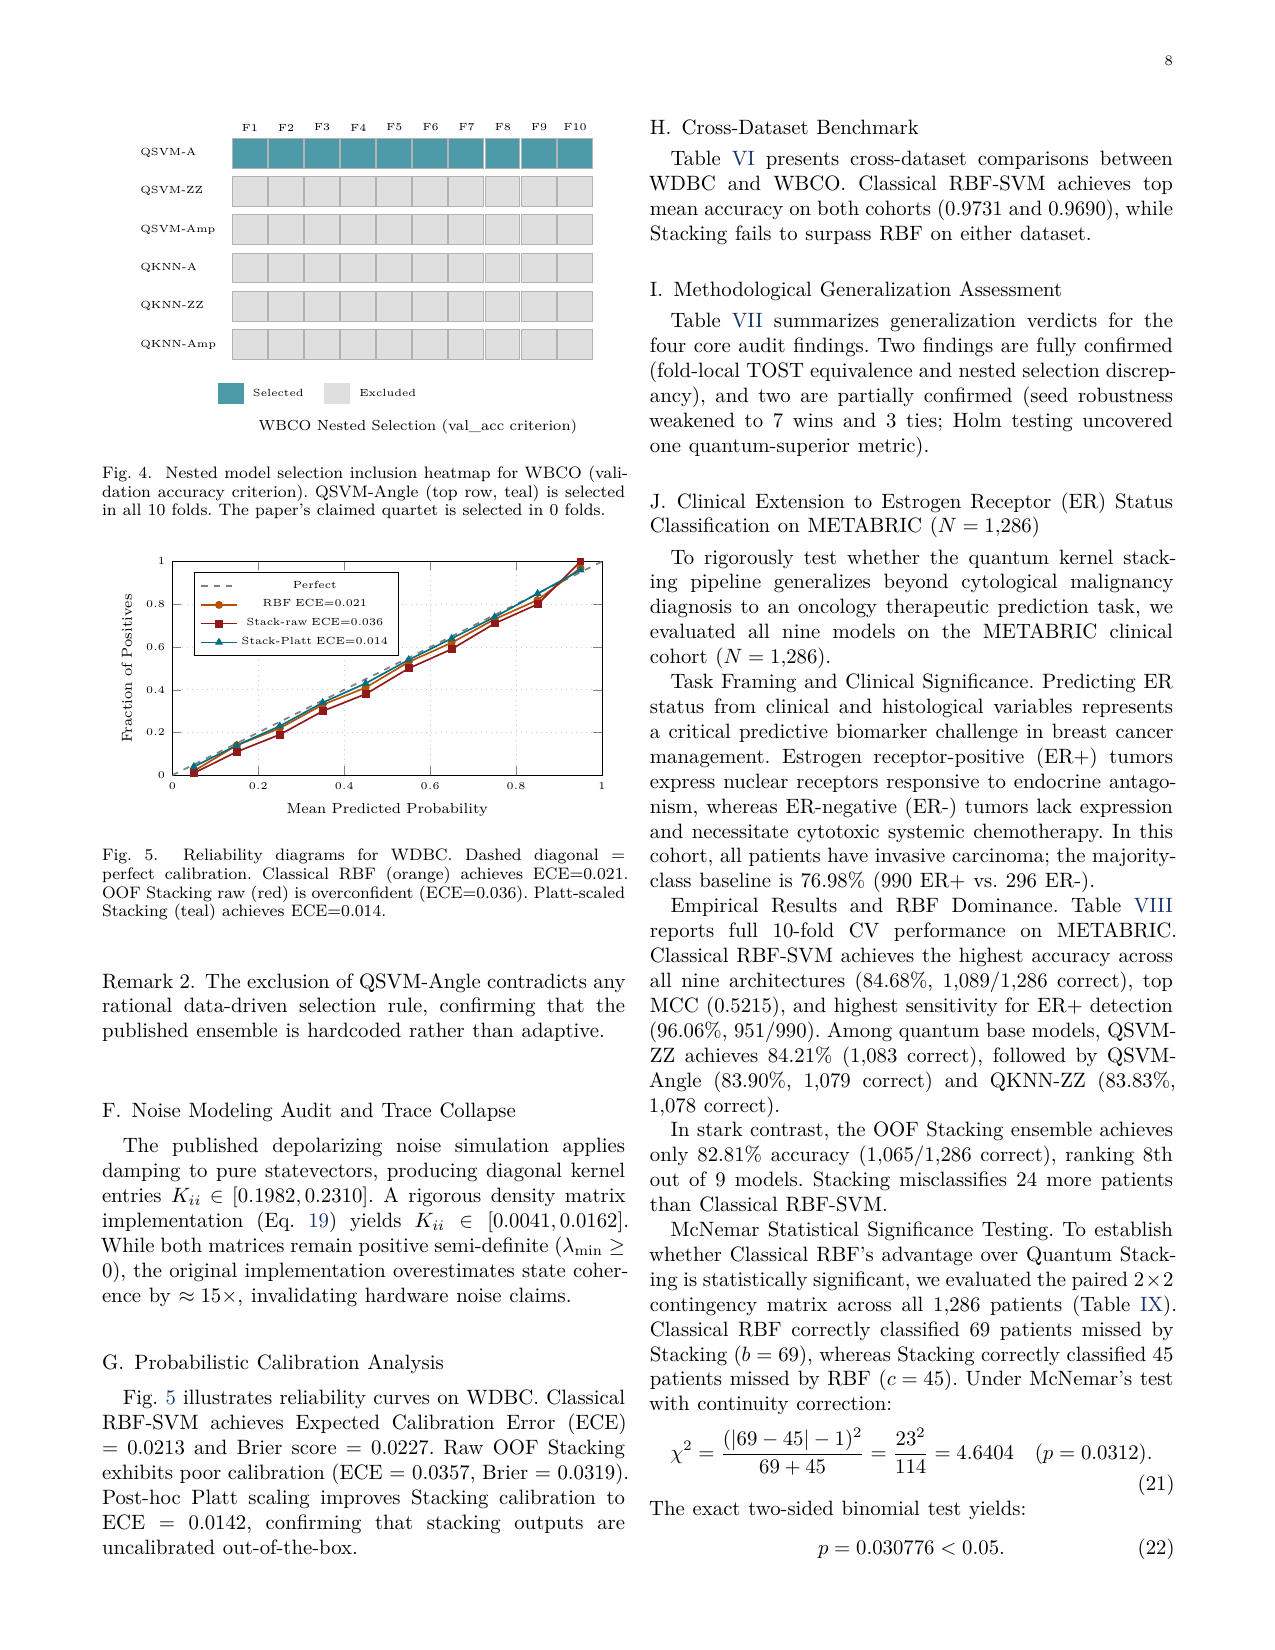 8
F1 F2 F3 F4 F5 F6 F7 F8 F9 F10
QSVM-A
QSVM-ZZ
QSVM-Amp
QKNN-A
QKNN-ZZ
QKNN-Amp
Selected Excluded
WBCO Nested Selection (val_acc criterion)
Fig. 4. Nested model selection inclusion heatmap for WBCO (vali-
dation accuracy criterion). QSVM-Angle (top row, teal) is selected
in all 10 folds. The paper's claimed quartet is selected in 0 folds.
1
0.8
0.6
0.4
0.2
0
0 0.2 0.4 0.6 0.8 1
Fraction of Positives
Mean Predicted Probability
Perfect
RBF ECE=0.021
Stack-raw ECE=0.036
Stack-Platt ECE=0.014
Fig. 5. Reliability diagrams for WDBC. Dashed diagonal =
perfect calibration. Classical RBF (orange) achieves ECE=0.021.
OOF Stacking raw (red) is overconfident (ECE=0.036). Platt-scaled
Stacking (teal) achieves ECE=0.014.
Remark 2. The exclusion of QSVM-Angle contradicts any
rational data-driven selection rule, confirming that the
published ensemble is hardcoded rather than adaptive.
F. Noise Modeling Audit and Trace Collapse
The published depolarizing noise simulation applies
damping to pure statevectors, producing diagonal kernel
entries K_ii ∈ [0.1982, 0.2310]. A rigorous density matrix
implementation (Eq. 19) yields K_ii ∈ [0.0041, 0.0162].
While both matrices remain positive semi-definite (λ_min ≥
0), the original implementation overestimates state coher-
ence by ≈ 15×, invalidating hardware noise claims.
G. Probabilistic Calibration Analysis
Fig. 5 illustrates reliability curves on WDBC. Classical
RBF-SVM achieves Expected Calibration Error (ECE)
= 0.0213 and Brier score = 0.0227. Raw OOF Stacking
exhibits poor calibration (ECE = 0.0357, Brier = 0.0319).
Post-hoc Platt scaling improves Stacking calibration to
ECE = 0.0142, confirming that stacking outputs are
uncalibrated out-of-the-box.
H. Cross-Dataset Benchmark
Table VI presents cross-dataset comparisons between
WDBC and WBCO. Classical RBF-SVM achieves top
mean accuracy on both cohorts (0.9731 and 0.9690), while
Stacking fails to surpass RBF on either dataset.
I. Methodological Generalization Assessment
Table VII summarizes generalization verdicts for the
four core audit findings. Two findings are fully confirmed
(fold-local TOST equivalence and nested selection discrep-
ancy), and two are partially confirmed (seed robustness
weakened to 7 wins and 3 ties; Holm testing uncovered
one quantum-superior metric).
J. Clinical Extension to Estrogen Receptor (ER) Status
Classification on METABRIC (N = 1,286)
To rigorously test whether the quantum kernel stack-
ing pipeline generalizes beyond cytological malignancy
diagnosis to an oncology therapeutic prediction task, we
evaluated all nine models on the METABRIC clinical
cohort (N = 1,286).
Task Framing and Clinical Significance. Predicting ER
status from clinical and histological variables represents
a critical predictive biomarker challenge in breast cancer
management. Estrogen receptor-positive (ER+) tumors
express nuclear receptors responsive to endocrine antago-
nism, whereas ER-negative (ER-) tumors lack expression
and necessitate cytotoxic systemic chemotherapy. In this
cohort, all patients have invasive carcinoma; the majority-
class baseline is 76.98% (990 ER+ vs. 296 ER-).
Empirical Results and RBF Dominance. Table VIII
reports full 10-fold CV performance on METABRIC.
Classical RBF-SVM achieves the highest accuracy across
all nine architectures (84.68%, 1,089/1,286 correct), top
MCC (0.5215), and highest sensitivity for ER+ detection
(96.06%, 951/990). Among quantum base models, QSVM-
ZZ achieves 84.21% (1,083 correct), followed by QSVM-
Angle (83.90%, 1,079 correct) and QKNN-ZZ (83.83%,
1,078 correct).
In stark contrast, the OOF Stacking ensemble achieves
only 82.81% accuracy (1,065/1,286 correct), ranking 8th
out of 9 models. Stacking misclassifies 24 more patients
than Classical RBF-SVM.
McNemar Statistical Significance Testing. To establish
whether Classical RBF's advantage over Quantum Stack-
ing is statistically significant, we evaluated the paired 2×2
contingency matrix across all 1,286 patients (Table IX).
Classical RBF correctly classified 69 patients missed by
Stacking (b = 69), whereas Stacking correctly classified 45
patients missed by RBF (c = 45). Under McNemar's test
with continuity correction:
χ² = (|69 − 45| − 1)² / (69 + 45) = 23² / 114 = 4.6404 (p = 0.0312).
(21)
The exact two-sided binomial test yields:
p = 0.030776 < 0.05. (22)